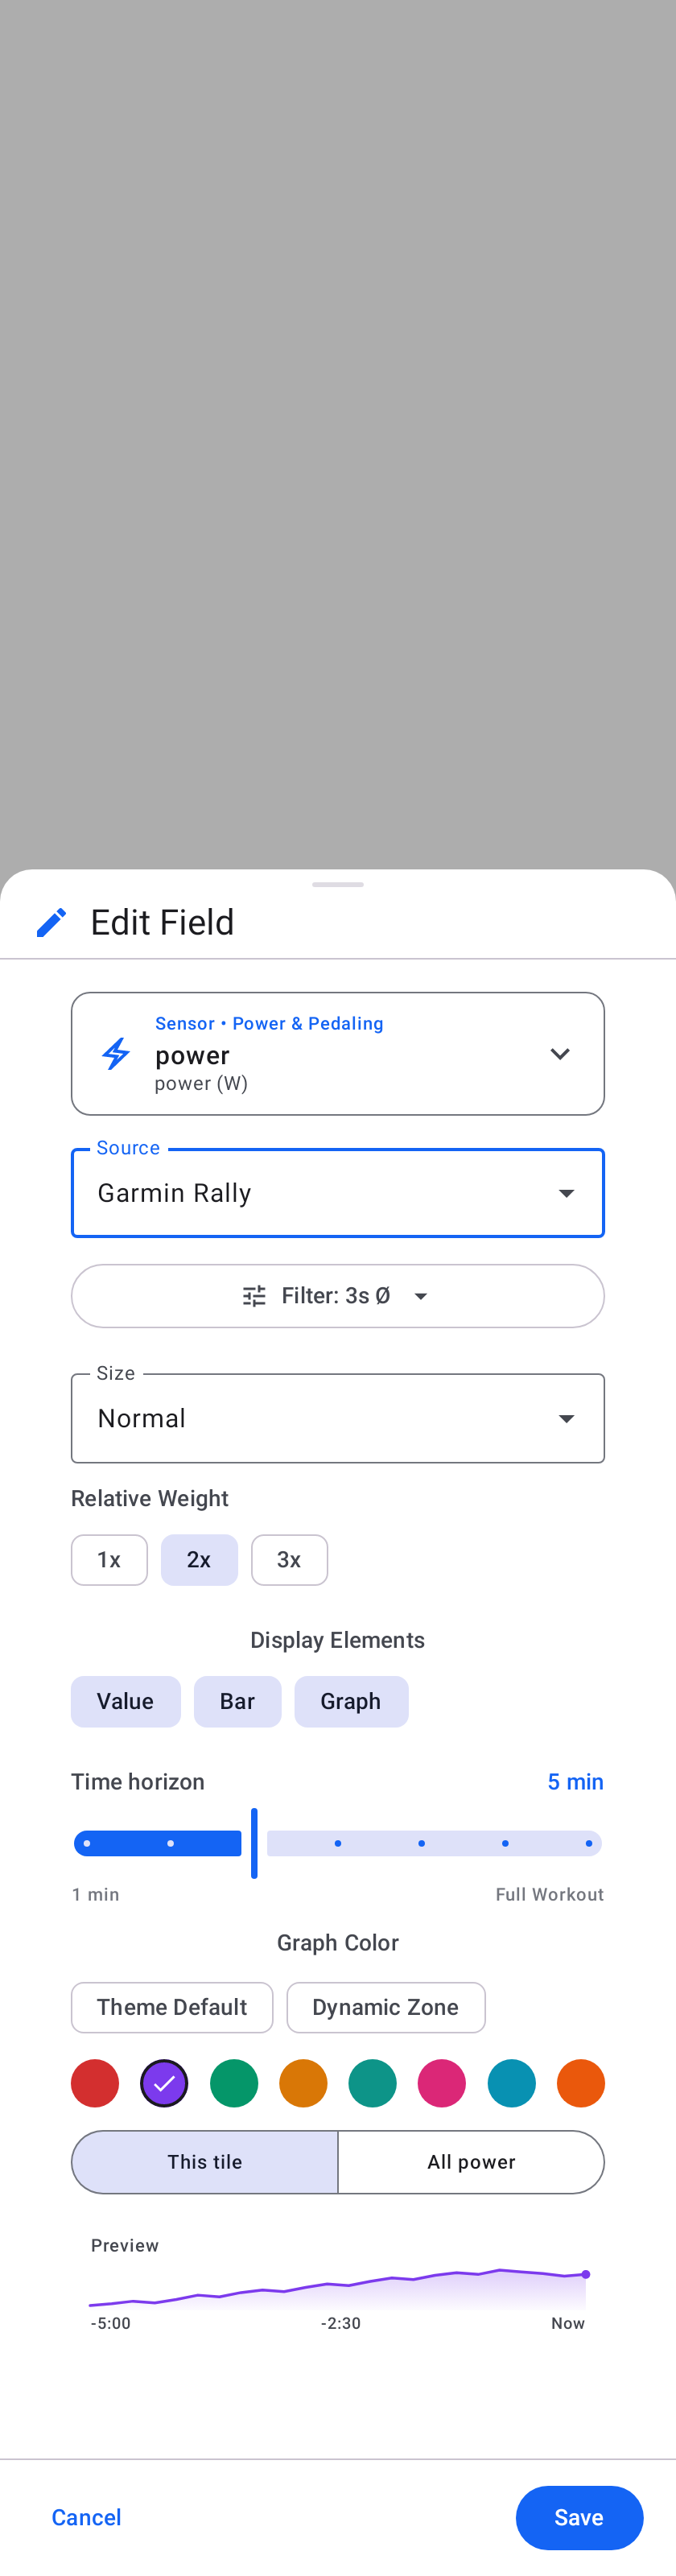 Edit Field
Sensor • Power & Pedaling
power
power (W)
Source
Garmin Rally
Filter: 3s Ø
Size
Normal
Relative Weight
1x 2x 3x
Display Elements
Value Bar Graph
Time horizon 5 min
1 min Full Workout
Graph Color
Theme Default Dynamic Zone
This tile All power
Preview
-5:00 -2:30 Now
Cancel Save